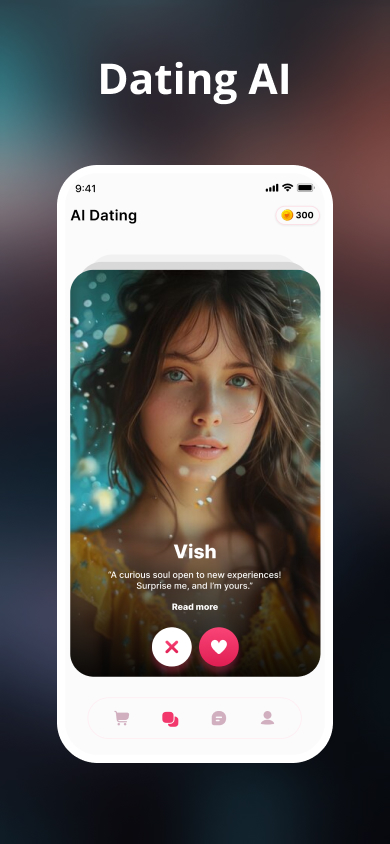 Dating AI
9:41
AI Dating
300
Vish
“A curious soul open to new experiences!
Surprise me, and I'm yours.”
Read more